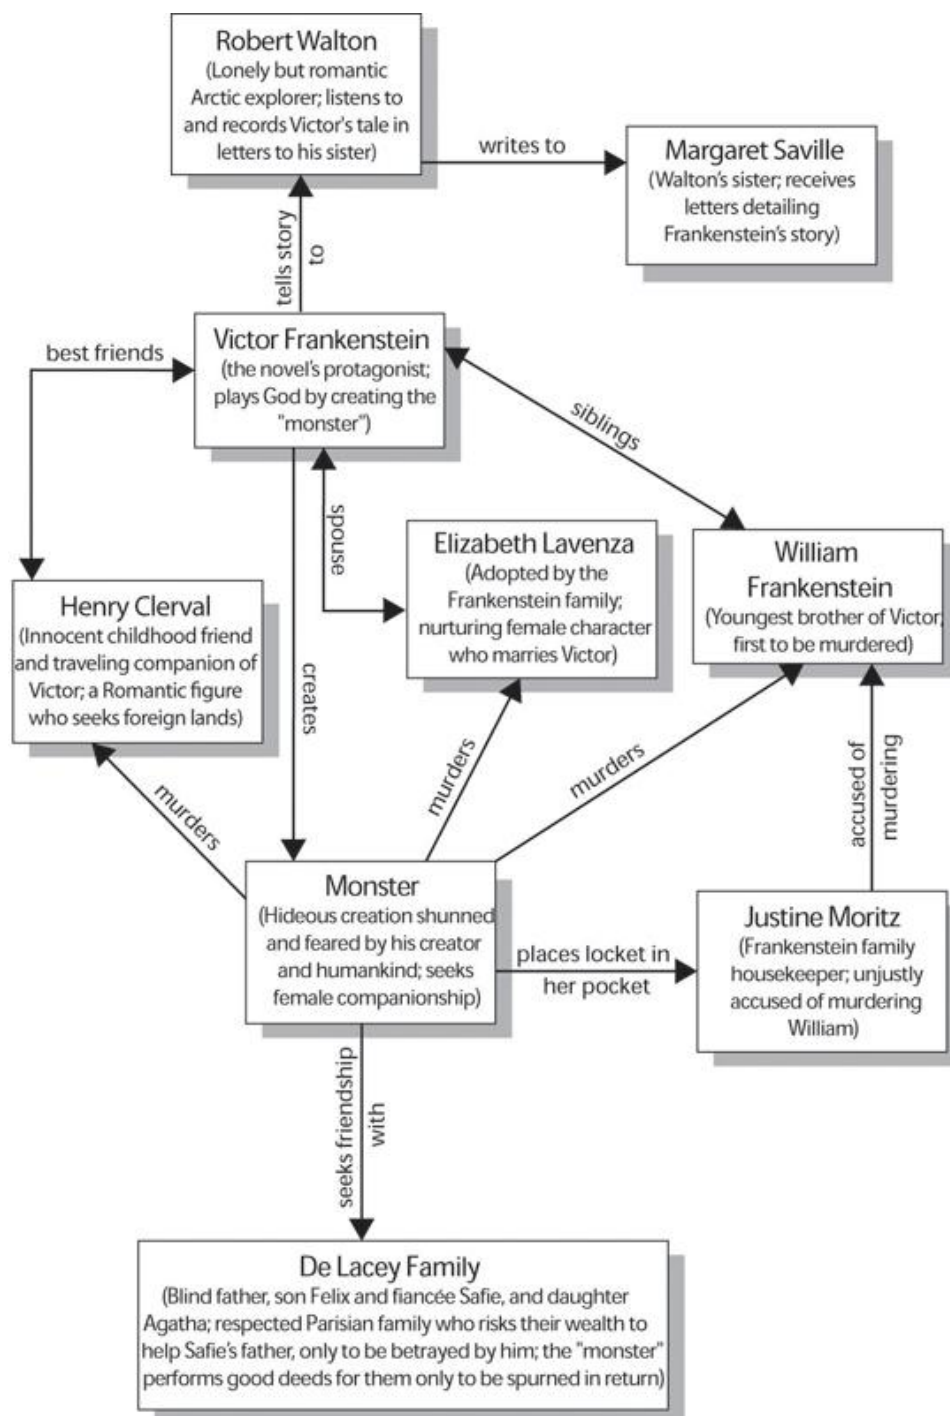 Robert Walton
(Lonely but romantic
Arctic explorer; listens to
and records Victor's tale in
letters to his sister)
writes to
Margaret Saville
(Walton's sister; receives
letters detailing
Frankenstein's story)
tells story
to
Victor Frankenstein
(the novel's protagonist;
plays God by creating the
"monster")
best friends
siblings
spouse
Elizabeth Lavenza
(Adopted by the
Frankenstein family;
nurturing female character
who marries Victor)
William
Frankenstein
(Youngest brother of Victor,
first to be murdered)
Henry Clerval
(Innocent childhood friend
and traveling companion of
Victor; a Romantic figure
who seeks foreign lands)
creates
murders
murders
murders
accused of
murdering
Monster
(Hideous creation shunned
and feared by his creator
and humankind; seeks
female companionship)
places locket in
her pocket
Justine Moritz
(Frankenstein family
housekeeper; unjustly
accused of murdering
William)
seeks friendship
with
De Lacey Family
(Blind father, son Felix and fiancée Safie, and daughter
Agatha; respected Parisian family who risks their wealth to
help Safie's father, only to be betrayed by him; the "monster"
performs good deeds for them only to be spurned in return)